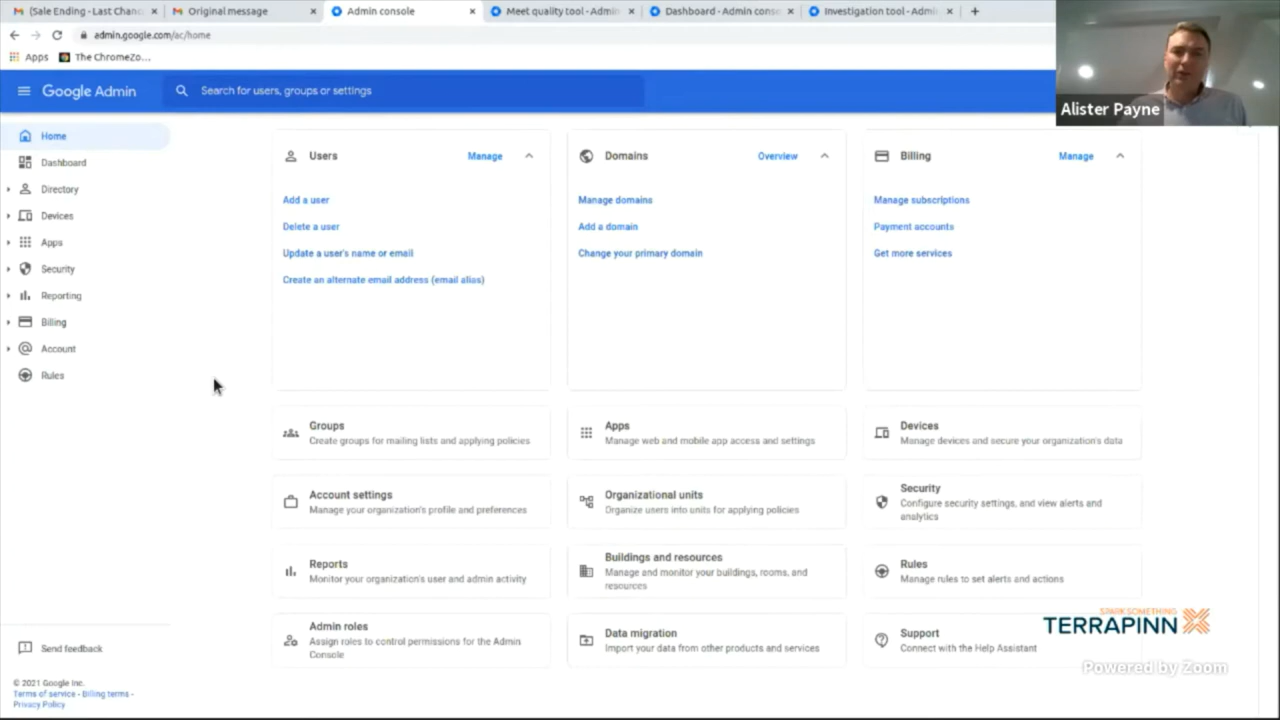 (Sale Ending - Last Chanc
Original message
Admin console
Meet quality tool - Admin
Dashboard - Admin conso
Investigation tool - Admi
admin.google.com/ac/home
Apps
The ChromeZo...
Google Admin
Search for users, groups or settings
Alister Payne
Home
Dashboard
Directory
Devices
Apps
Security
Reporting
Billing
Account
Rules
Users
Manage
Add a user
Delete a user
Update a user's name or email
Create an alternate email address (email alias)
Domains
Overview
Manage domains
Add a domain
Change your primary domain
Billing
Manage
Manage subscriptions
Payment accounts
Get more services
Groups
Create groups for mailing lists and applying policies
Apps
Manage web and mobile app access and settings
Devices
Manage devices and secure your organization's data
Account settings
Manage your organization's profile and preferences
Organizational units
Organize users into units for applying policies
Security
Configure security settings, and view alerts and
analytics
Reports
Monitor your organization's user and admin activity
Buildings and resources
Manage and monitor your buildings, rooms, and
resources
Rules
Manage rules to set alerts and actions
Admin roles
Assign roles to control permissions for the Admin
Console
Data migration
Import your data from other products and services
Support
Connect with the Help Assistant
SPARK SOMETHING
TERRAPINN
Powered by Zoom
Send feedback
© 2021 Google Inc.
Terms of service - Billing terms -
Privacy Policy